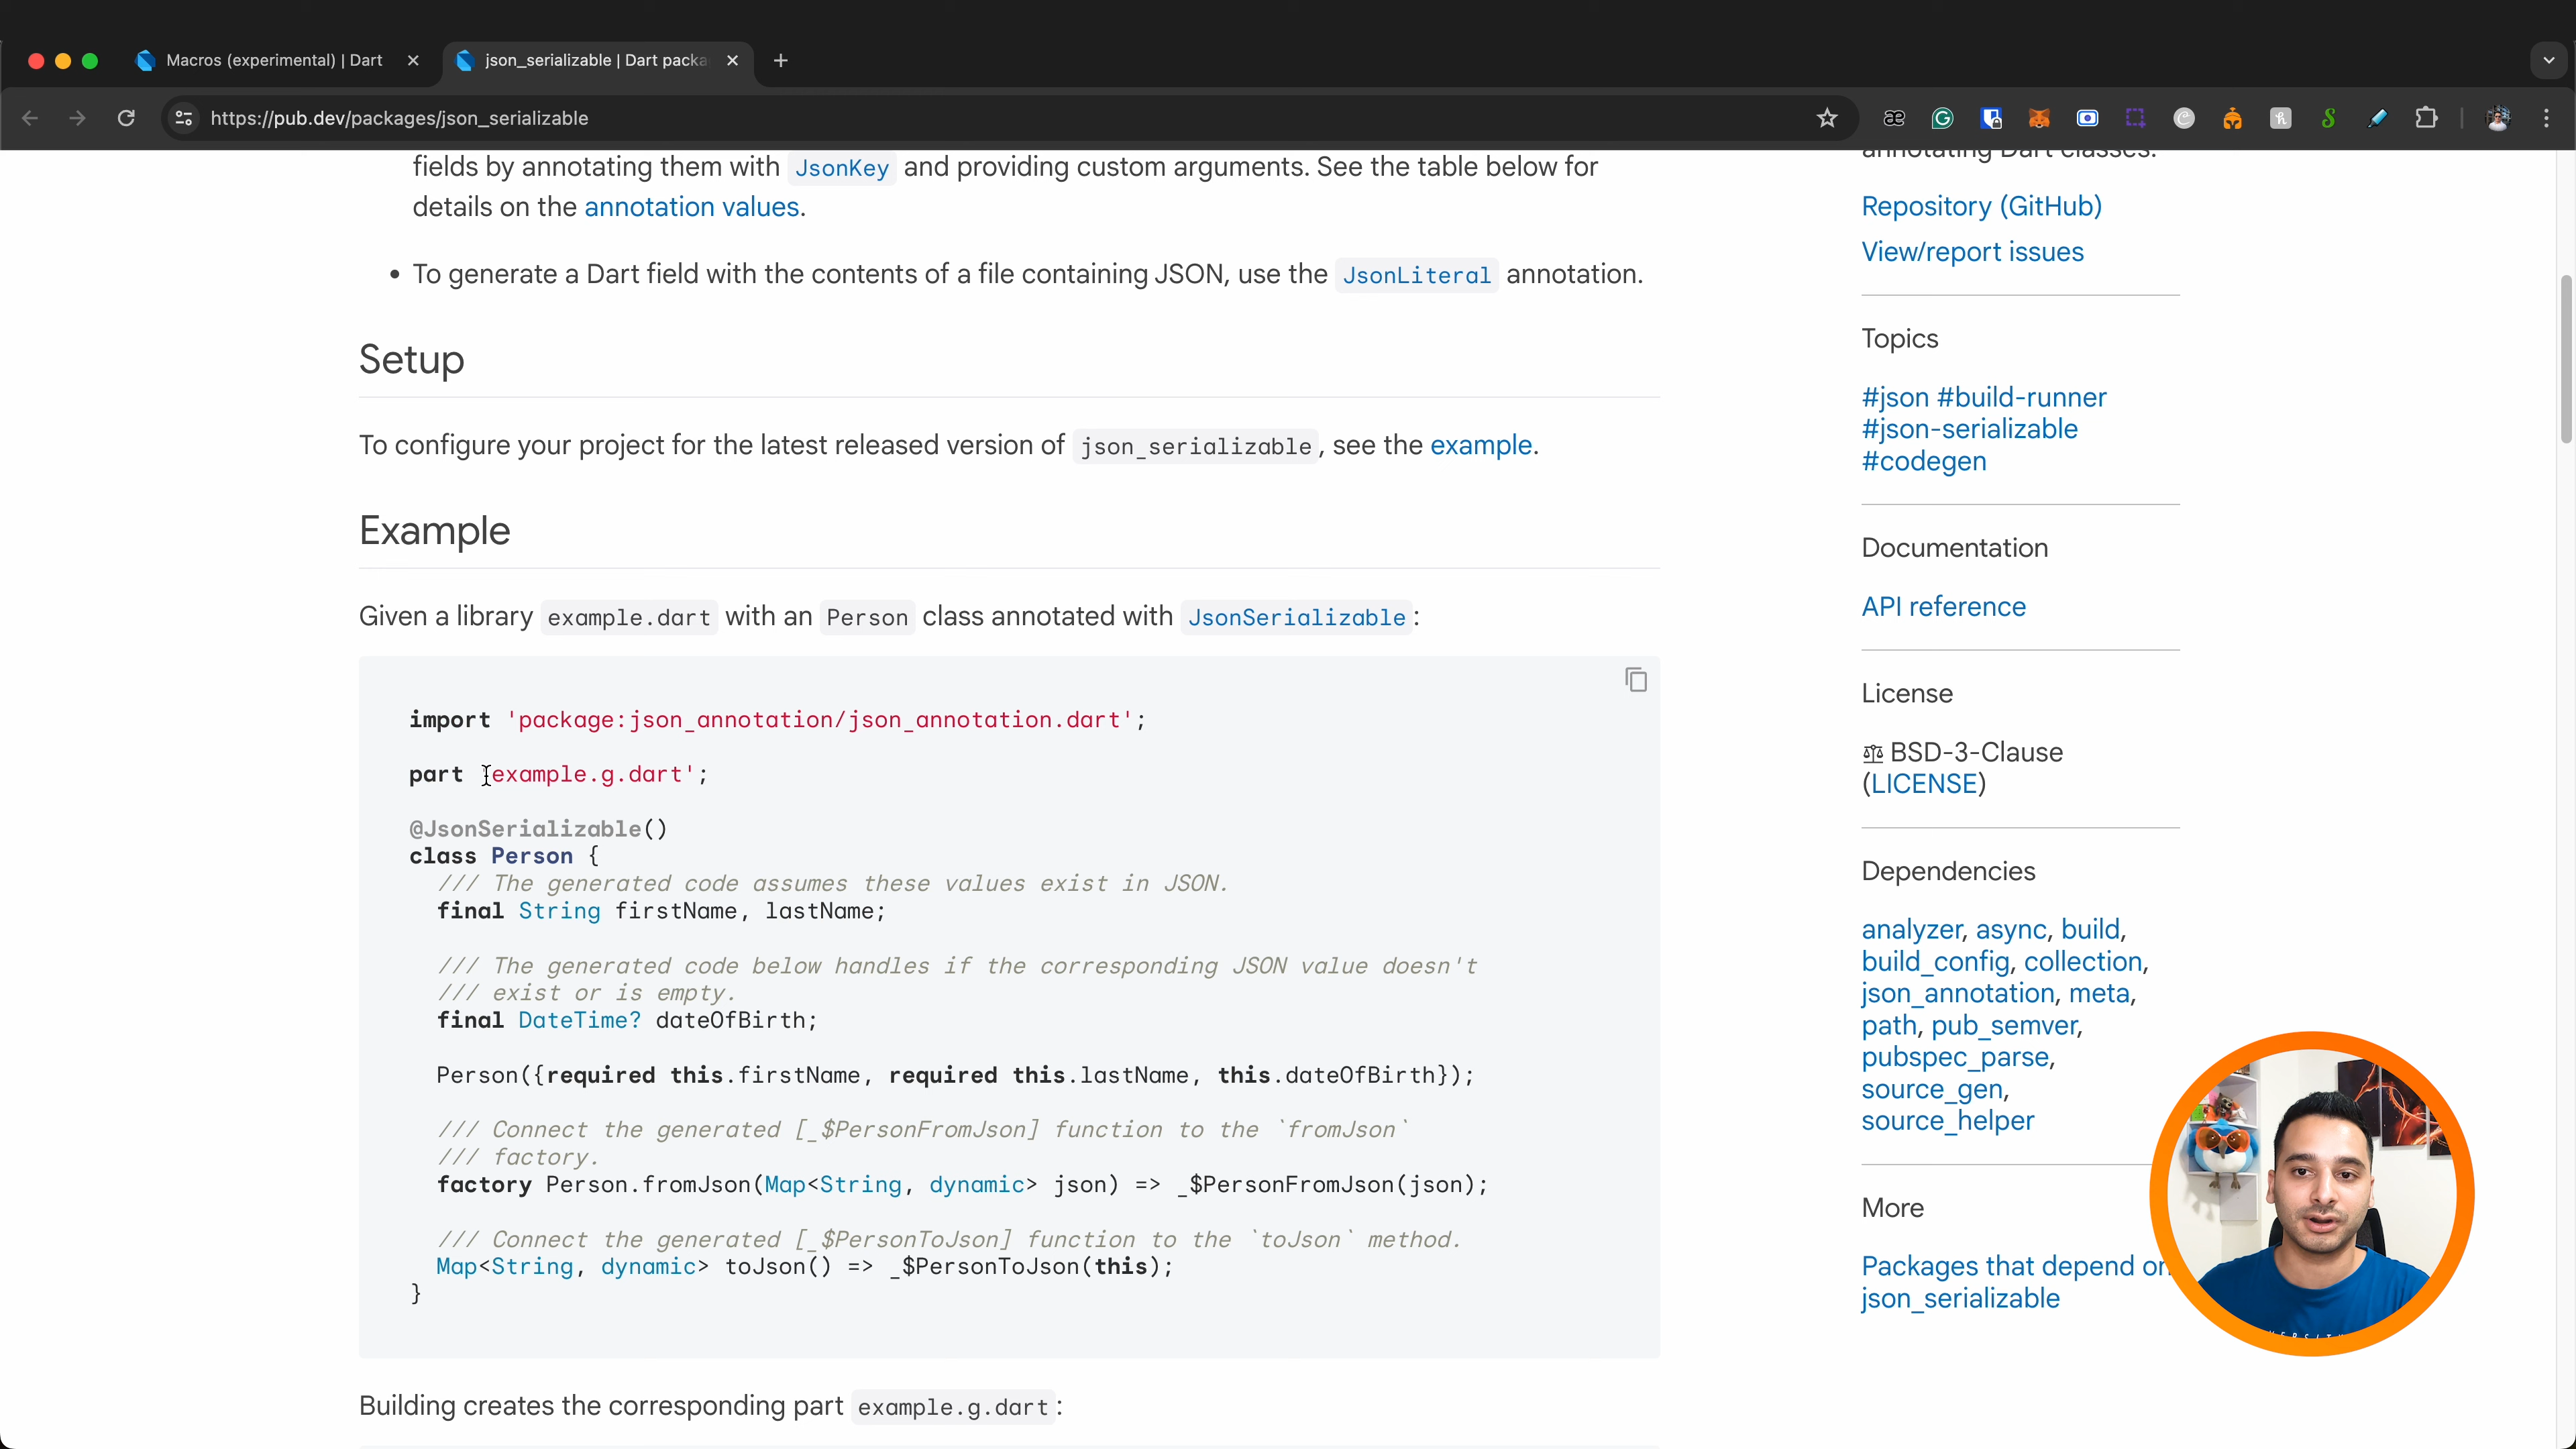 Macros (experimental) | Dart
json_serializable | Dart packa
https://pub.dev/packages/json_serializable
fields by annotating them with JsonKey and providing custom arguments. See the table below for
details on the annotation values.
• To generate a Dart field with the contents of a file containing JSON, use the JsonLiteral annotation.
Setup
To configure your project for the latest released version of json_serializable, see the example.
Example
Given a library example.dart with an Person class annotated with JsonSerializable:
import 'package:json_annotation/json_annotation.dart';
part 'example.g.dart';
@JsonSerializable()
class Person {
/// The generated code assumes these values exist in JSON.
final String firstName, lastName;
/// The generated code below handles if the corresponding JSON value doesn't
/// exist or is empty.
final DateTime? dateOfBirth;
Person({required this.firstName, required this.lastName, this.dateOfBirth});
/// Connect the generated [_$PersonFromJson] function to the `fromJson`
/// factory.
factory Person.fromJson(Map<String, dynamic> json) => _$PersonFromJson(json);
/// Connect the generated [_$PersonToJson] function to the `toJson` method.
Map<String, dynamic> toJson() => _$PersonToJson(this);
}
Building creates the corresponding part example.g.dart:
annotating Dart classes.
Repository (GitHub)
View/report issues
Topics
#json #build-runner
#json-serializable
#codegen
Documentation
API reference
License
BSD-3-Clause
(LICENSE)
Dependencies
analyzer, async, build,
build_config, collection,
json_annotation, meta,
path, pub_semver,
pubspec_parse,
source_gen,
source_helper
More
Packages that depend on
json_serializable